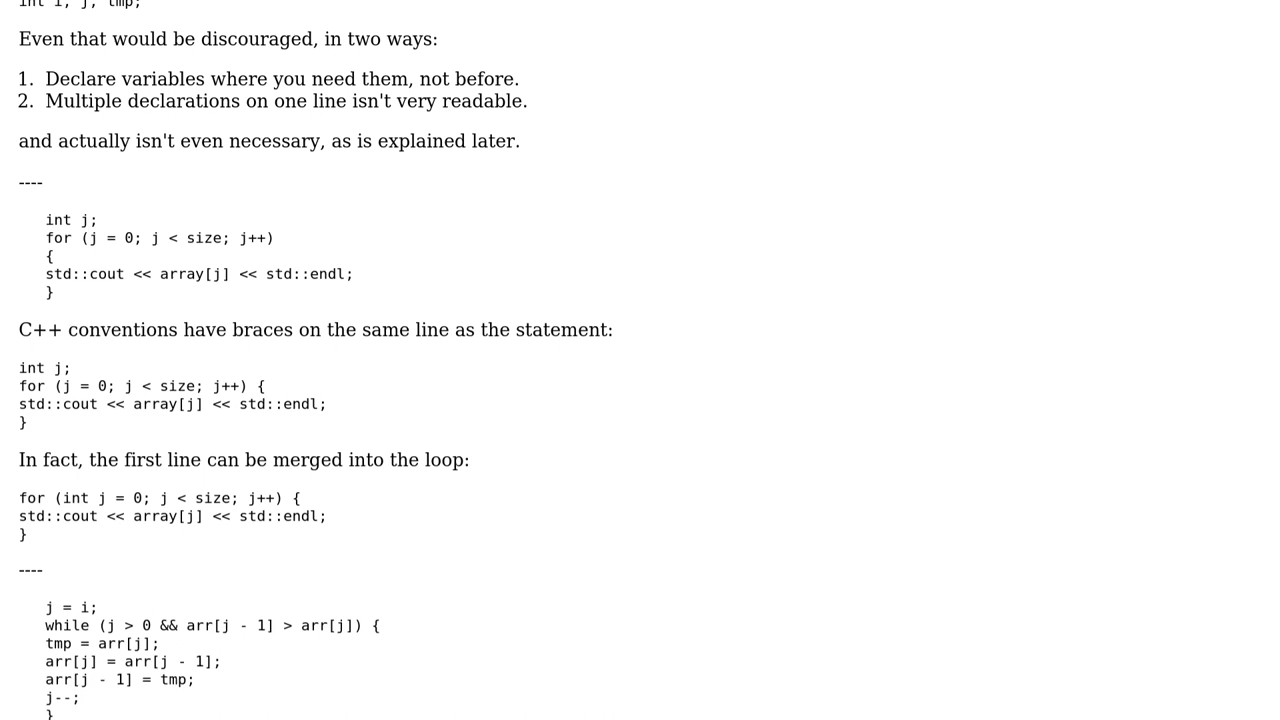 int i, j, tmp;
Even that would be discouraged, in two ways:
1. Declare variables where you need them, not before.
2. Multiple declarations on one line isn't very readable.
and actually isn't even necessary, as is explained later.
----
int j;
for (j = 0; j < size; j++)
{
std::cout << array[j] << std::endl;
}
C++ conventions have braces on the same line as the statement:
int j;
for (j = 0; j < size; j++) {
std::cout << array[j] << std::endl;
}
In fact, the first line can be merged into the loop:
for (int j = 0; j < size; j++) {
std::cout << array[j] << std::endl;
}
----
j = i;
while (j > 0 && arr[j - 1] > arr[j]) {
tmp = arr[j];
arr[j] = arr[j - 1];
arr[j - 1] = tmp;
j--;
}